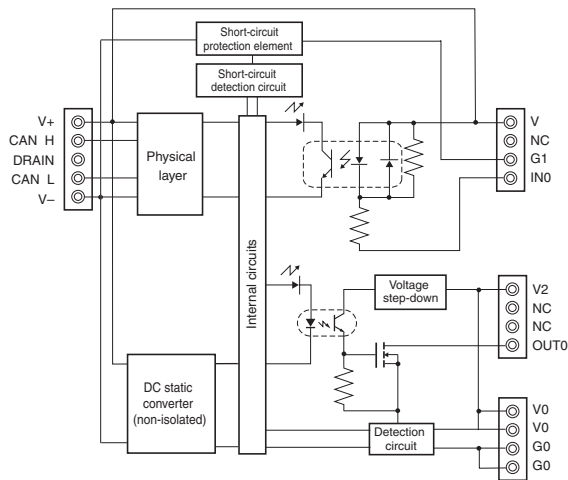 Short-circuit
protection element
Short-circuit
detection circuit
V+
CAN H
DRAIN
CAN L
V–
Physical
layer
Internal circuits
V
NC
G1
IN0
Voltage
step-down
V2
NC
NC
OUT0
DC static
converter
(non-isolated)
Detection
circuit
V0
V0
G0
G0